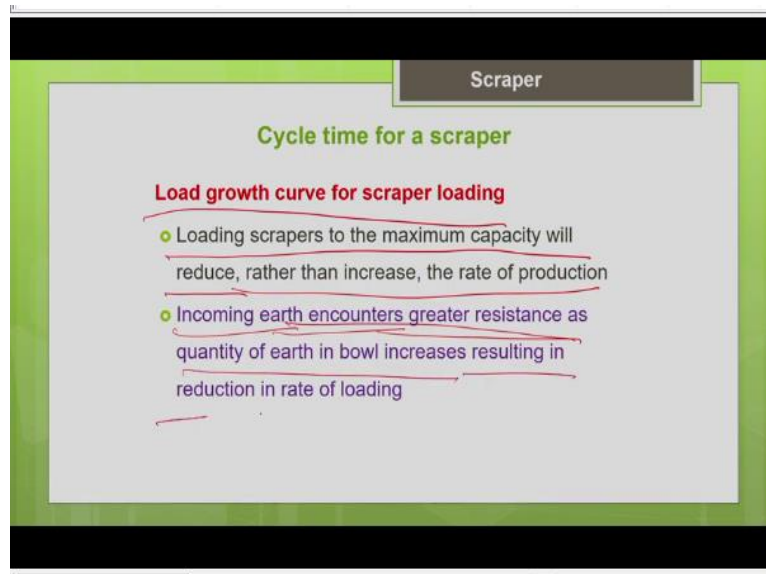 Scraper
Cycle time for a scraper
Load growth curve for scraper loading
Loading scrapers to the maximum capacity will
reduce, rather than increase, the rate of production
Incoming earth encounters greater resistance as
quantity of earth in bowl increases resulting in
reduction in rate of loading